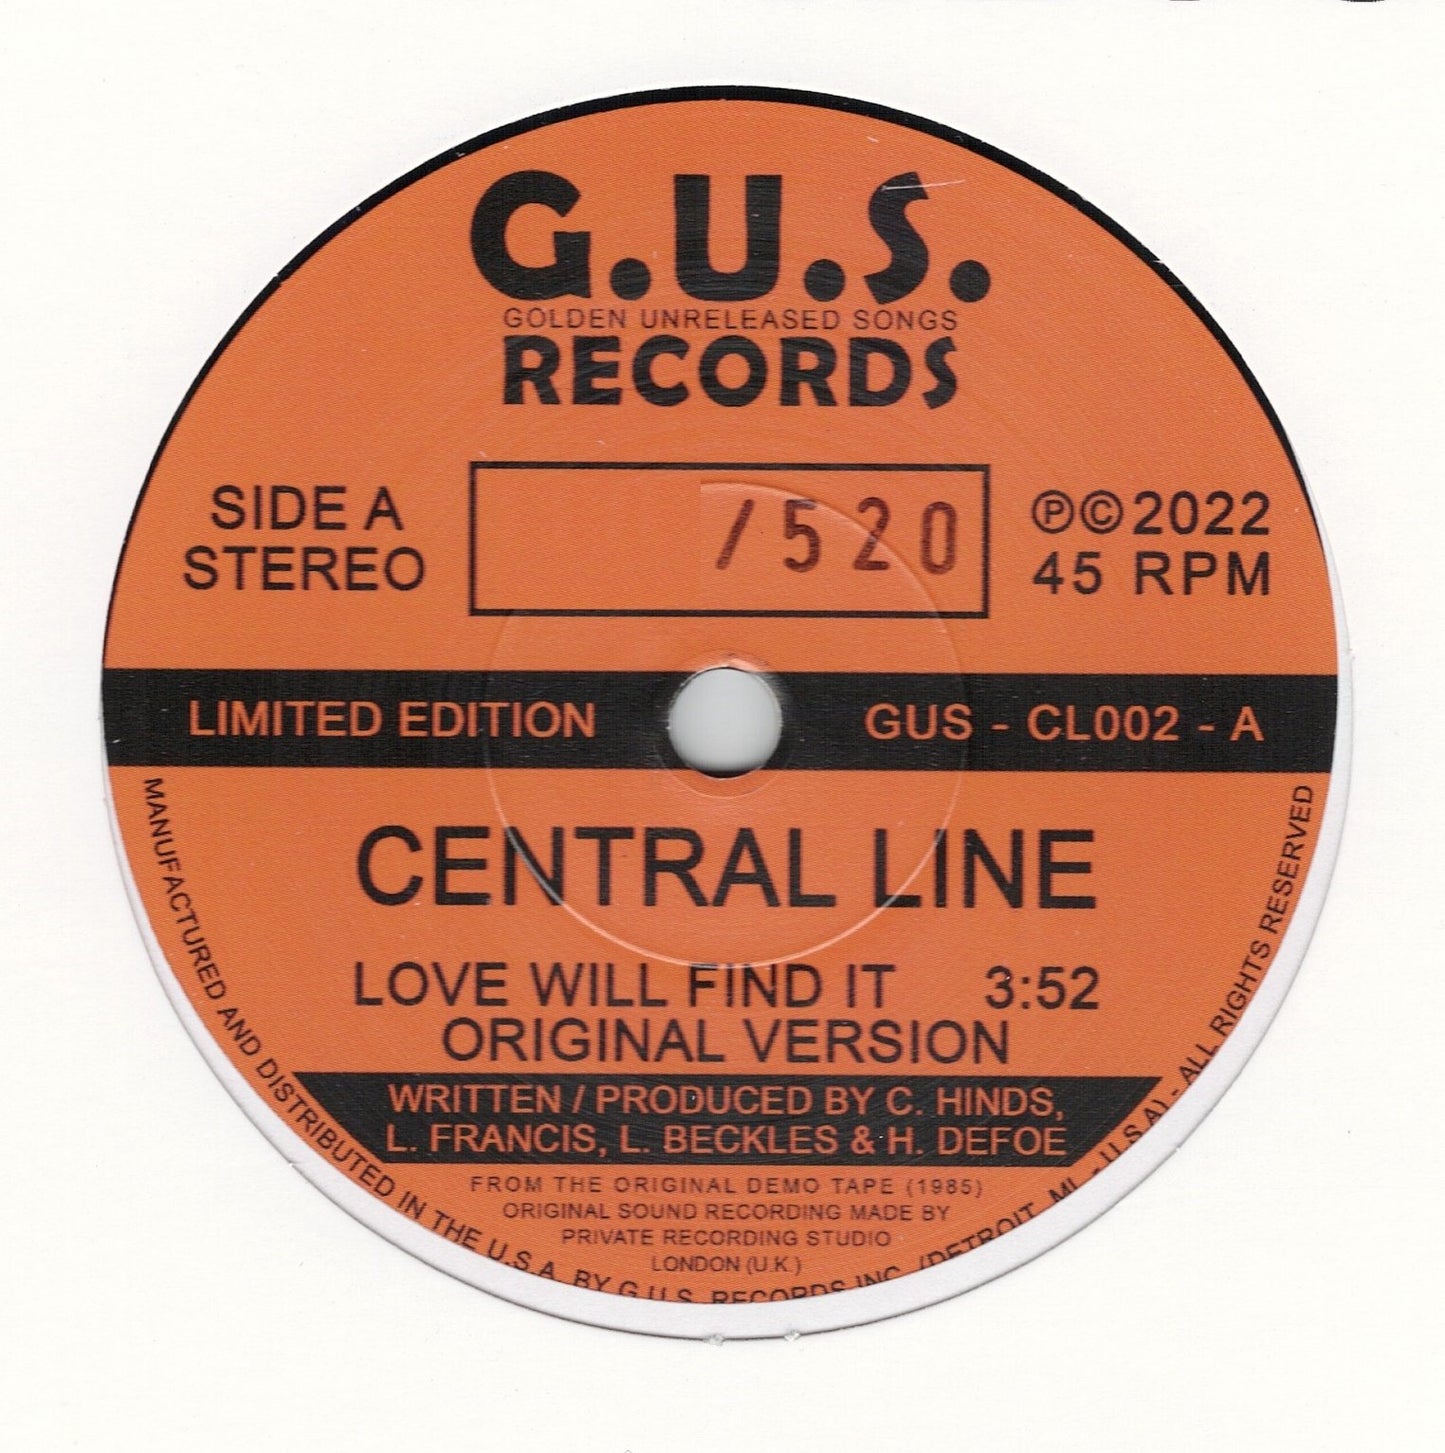 G.U.S.
GOLDEN UNRELEASED SONGS
RECORDS
SIDE A
STEREO
/520
℗©2022
45 RPM
LIMITED EDITION
GUS - CL002 - A
CENTRAL LINE
LOVE WILL FIND IT 3:52
ORIGINAL VERSION
WRITTEN / PRODUCED BY C. HINDS,
L. FRANCIS, L. BECKLES & H. DEFOE
FROM THE ORIGINAL DEMO TAPE (1985)
ORIGINAL SOUND RECORDING MADE BY
PRIVATE RECORDING STUDIO
LONDON (U.K.)
MANUFACTURED AND DISTRIBUTED IN THE U.S.A. BY G.U.S. RECORDS INC. (DETROIT, MI. - U.S.A) - ALL RIGHTS RESERVED